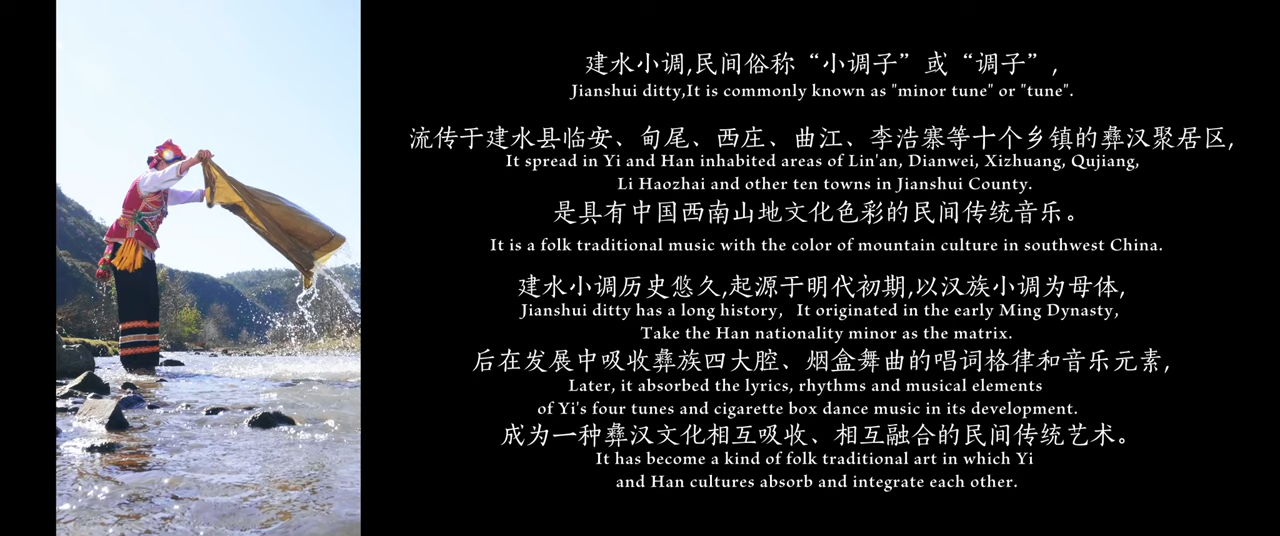 建水小调,民间俗称“小调子”或“调子”,
Jianshui ditty,It is commonly known as "minor tune" or "tune".
流传于建水县临安、甸尾、西庄、曲江、李浩寨等十个乡镇的彝汉聚居区,
It spread in Yi and Han inhabited areas of Lin'an, Dianwei, Xizhuang, Qujiang,
Li Haozhai and other ten towns in Jianshui County.
是具有中国西南山地文化色彩的民间传统音乐。
It is a folk traditional music with the color of mountain culture in southwest China.
建水小调历史悠久,起源于明代初期,以汉族小调为母体,
Jianshui ditty has a long history, It originated in the early Ming Dynasty,
Take the Han nationality minor as the matrix.
后在发展中吸收彝族四大腔、烟盒舞曲的唱词格律和音乐元素,
Later, it absorbed the lyrics, rhythms and musical elements
of Yi's four tunes and cigarette box dance music in its development.
成为一种彝汉文化相互吸收、相互融合的民间传统艺术。
It has become a kind of folk traditional art in which Yi
and Han cultures absorb and integrate each other.